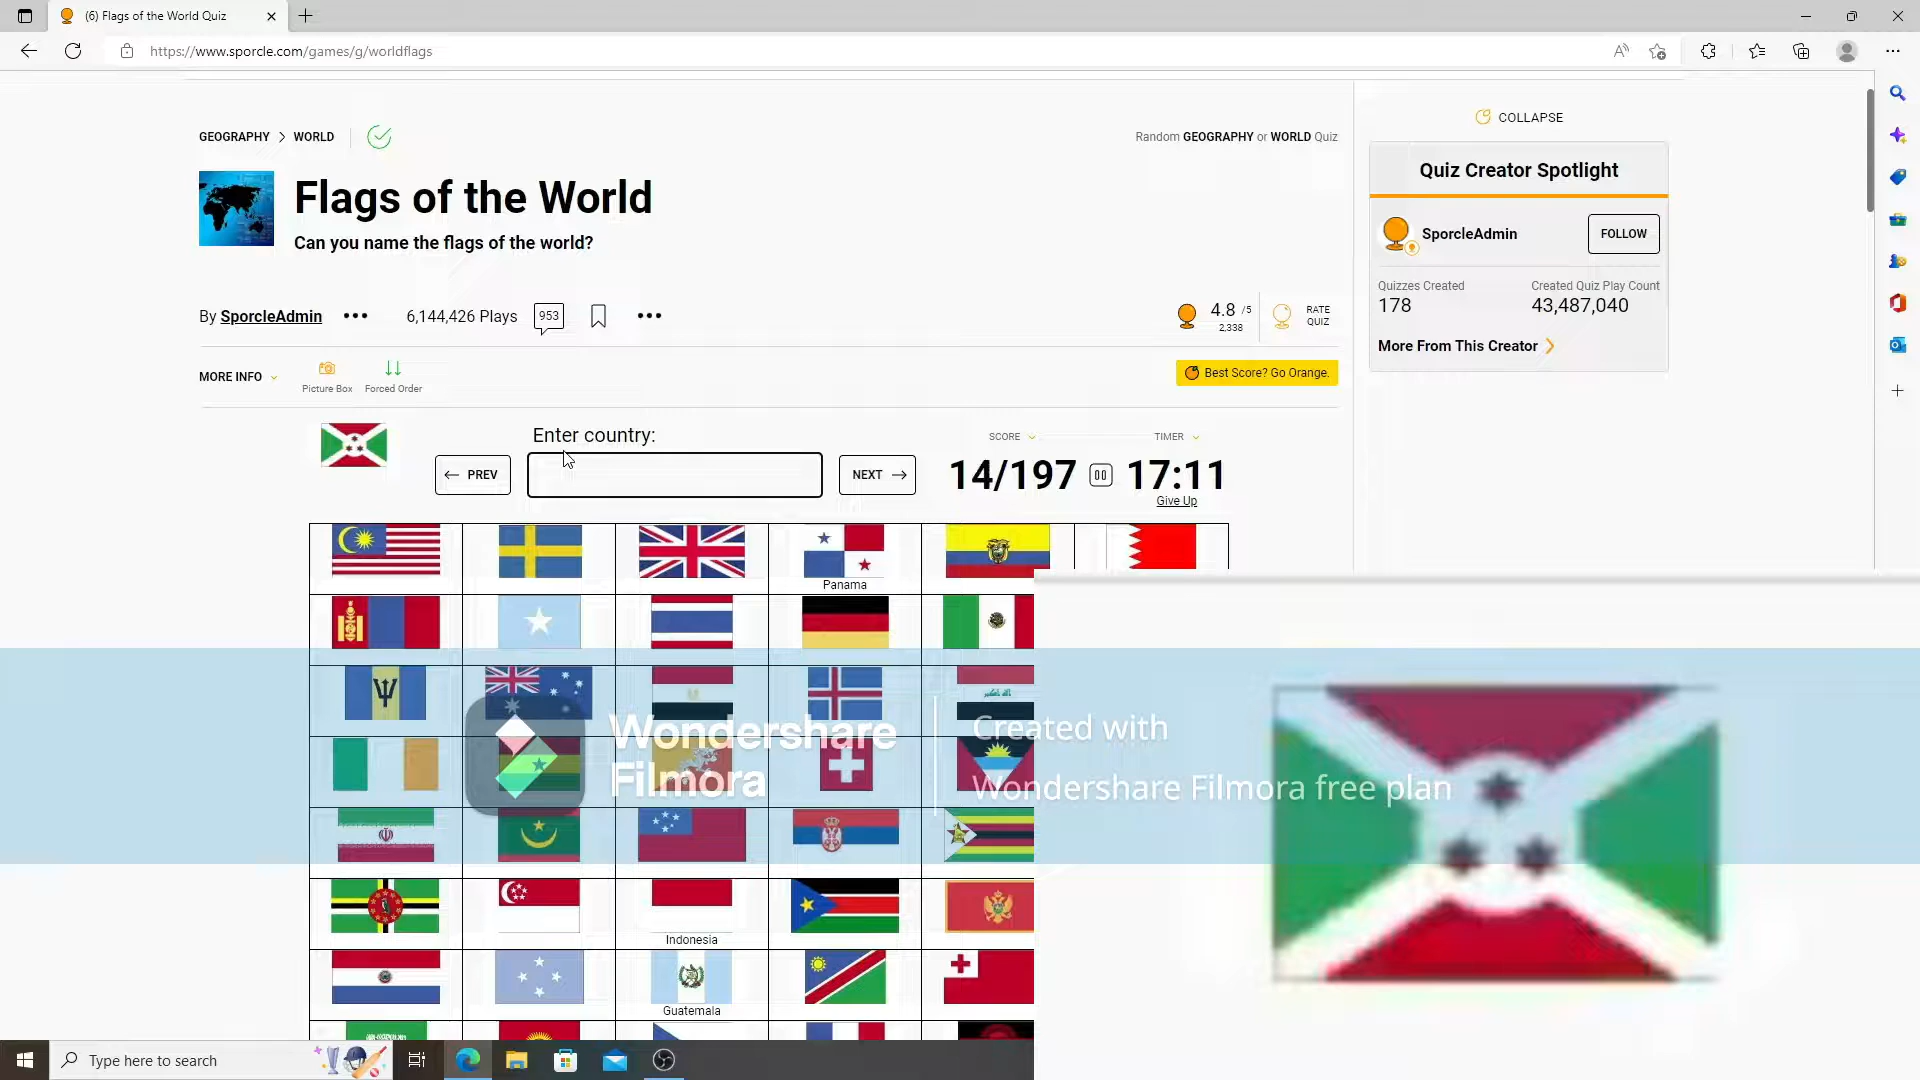 (6) Flags of the World Quiz
https://www.sporcle.com/games/g/worldflags
GEOGRAPHY > WORLD
Random GEOGRAPHY or WORLD Quiz
COLLAPSE
Flags of the World
Can you name the flags of the world?
Quiz Creator Spotlight
SporcleAdmin
FOLLOW
Quizzes Created
Created Quiz Play Count
178
43,487,040
More From This Creator
By SporcleAdmin
6,144,426 Plays
953
4.8 /5
2,338
RATE
QUIZ
MORE INFO
Picture Box
Forced Order
Best Score? Go Orange.
Enter country:
PREV
NEXT
SCORE
TIMER
14/197
17:11
Give Up
Panama
Wondershare
Filmora
Created with
Wondershare Filmora free plan
Indonesia
Guatemala
Type here to search